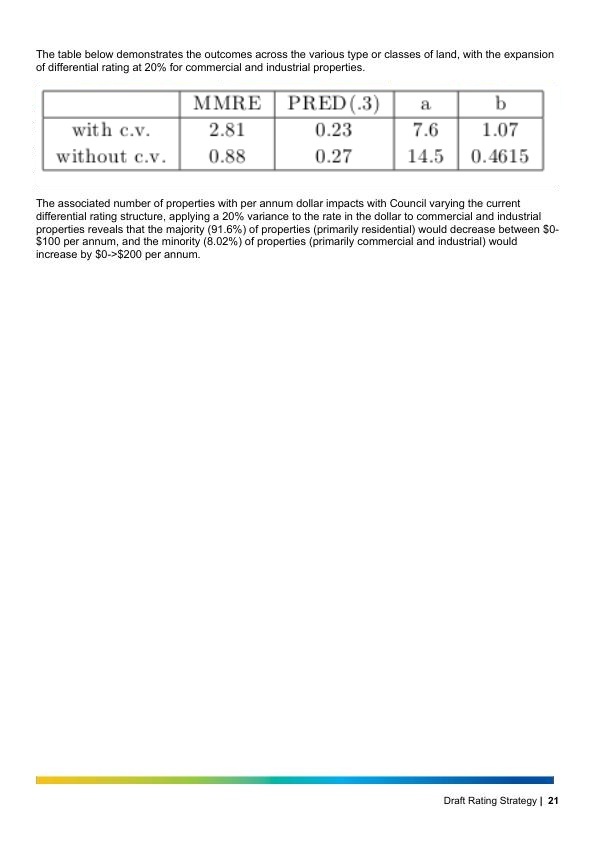 The table below demonstrates the outcomes across the various type or classes of land, with the expansion
of differential rating at 20% for commercial and industrial properties.
MMRE PRED(.3) a b
with c.v. 2.81 0.23 7.6 1.07
without c.v. 0.88 0.27 14.5 0.4615
The associated number of properties with per annum dollar impacts with Council varying the current
differential rating structure, applying a 20% variance to the rate in the dollar to commercial and industrial
properties reveals that the majority (91.6%) of properties (primarily residential) would decrease between $0-
$100 per annum, and the minority (8.02%) of properties (primarily commercial and industrial) would
increase by $0->$200 per annum.
Draft Rating Strategy | 21